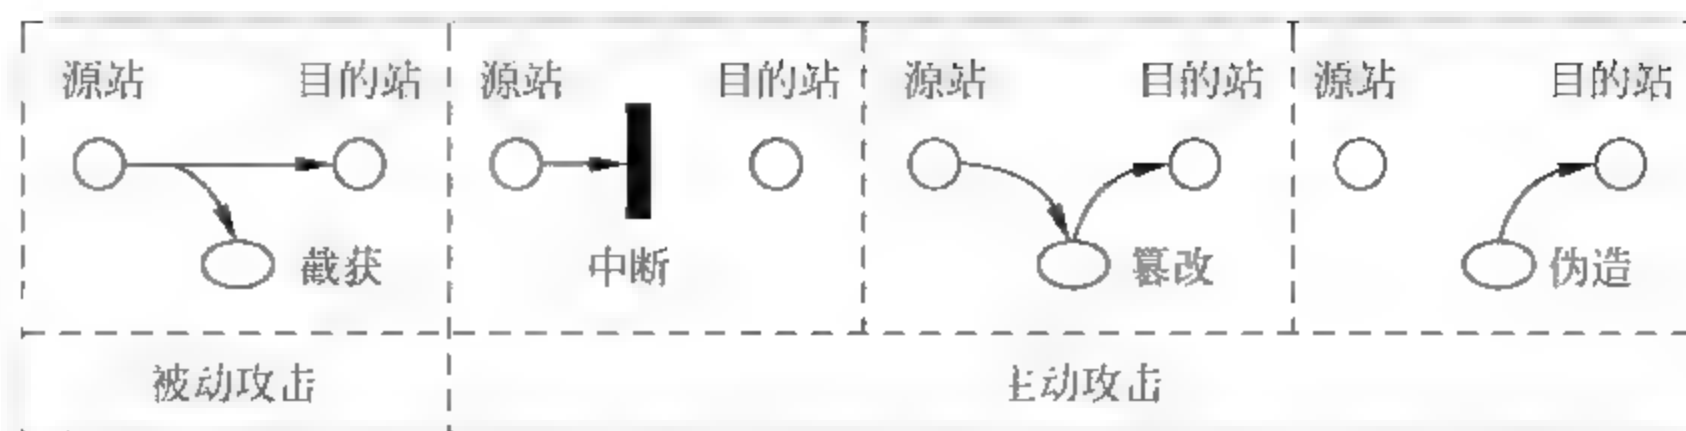 源站 目的站 源站 目的站 源站 目的站 源站 目的站
截获 中断 篡改 伪造
被动攻击 主动攻击